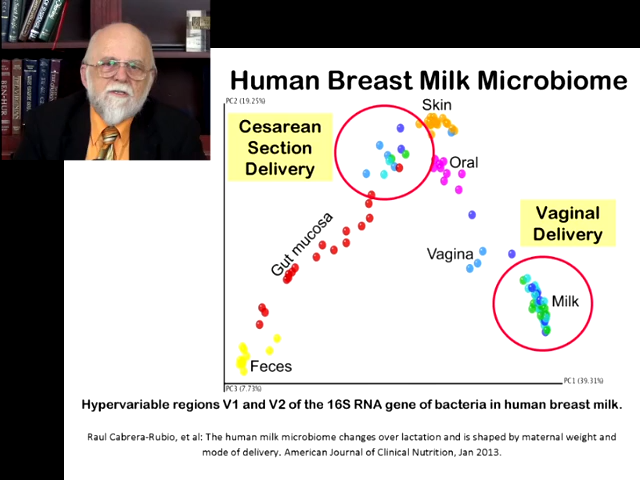 BEN-HUR
Human Breast Milk Microbiome
PC2 (19.25%)
Skin
Cesarean
Section
Delivery
Oral
Vaginal
Delivery
Gut mucosa
Vagina
Milk
Feces
PC1 (39.31%)
PC3 (7.73%)
Hypervariable regions V1 and V2 of the 16S RNA gene of bacteria in human breast milk.
Raul Cabrera-Rubio, et al: The human milk microbiome changes over lactation and is shaped by maternal weight and
mode of delivery. American Journal of Clinical Nutrition, Jan 2013.